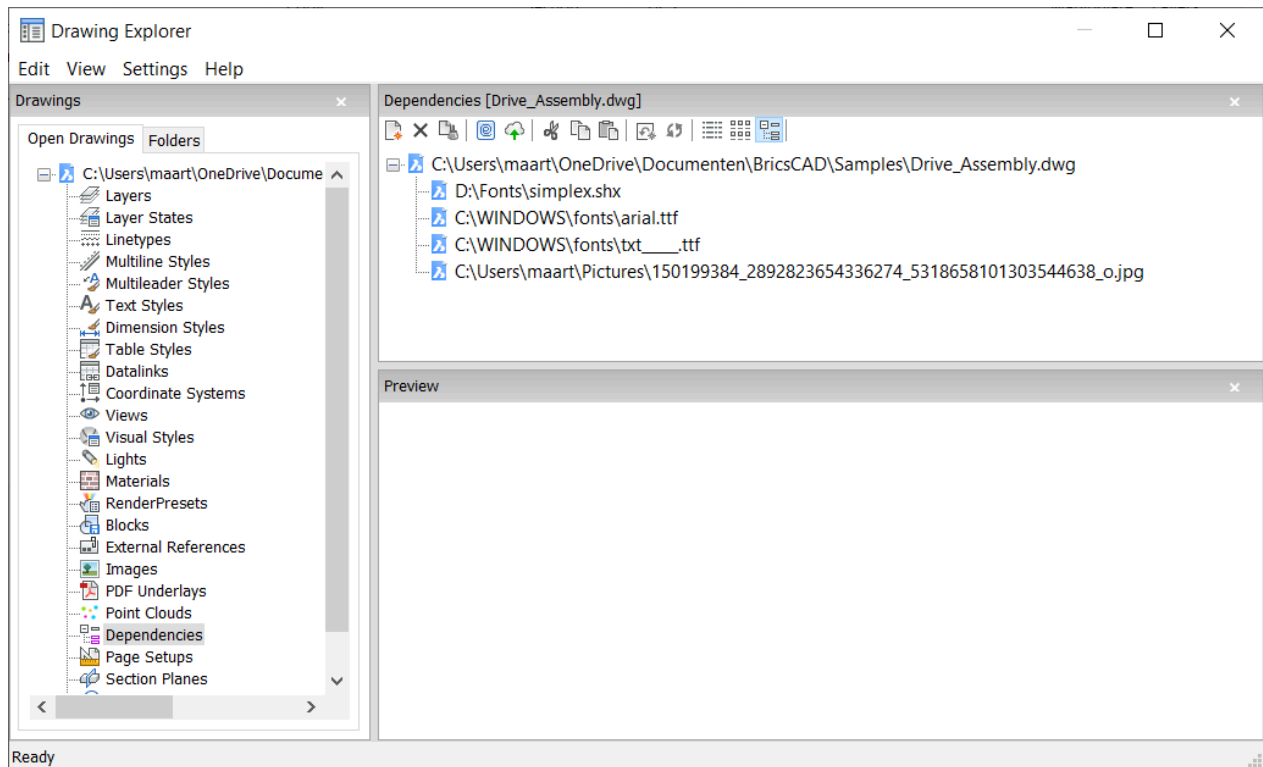 Drawing Explorer
Edit View Settings Help
Drawings
Open Drawings Folders
C:\Users\maart\OneDrive\Docume
Layers
Layer States
Linetypes
Multiline Styles
Multileader Styles
Text Styles
Dimension Styles
Table Styles
Datalinks
Coordinate Systems
Views
Visual Styles
Lights
Materials
RenderPresets
Blocks
External References
Images
PDF Underlays
Point Clouds
Dependencies
Page Setups
Section Planes
Dependencies [Drive_Assembly.dwg]
C:\Users\maart\OneDrive\Documenten\BricsCAD\Samples\Drive_Assembly.dwg
D:\Fonts\simplex.shx
C:\WINDOWS\fonts\arial.ttf
C:\WINDOWS\fonts\txt____.ttf
C:\Users\maart\Pictures\150199384_2892823654336274_5318658101303544638_o.jpg
Preview
Ready